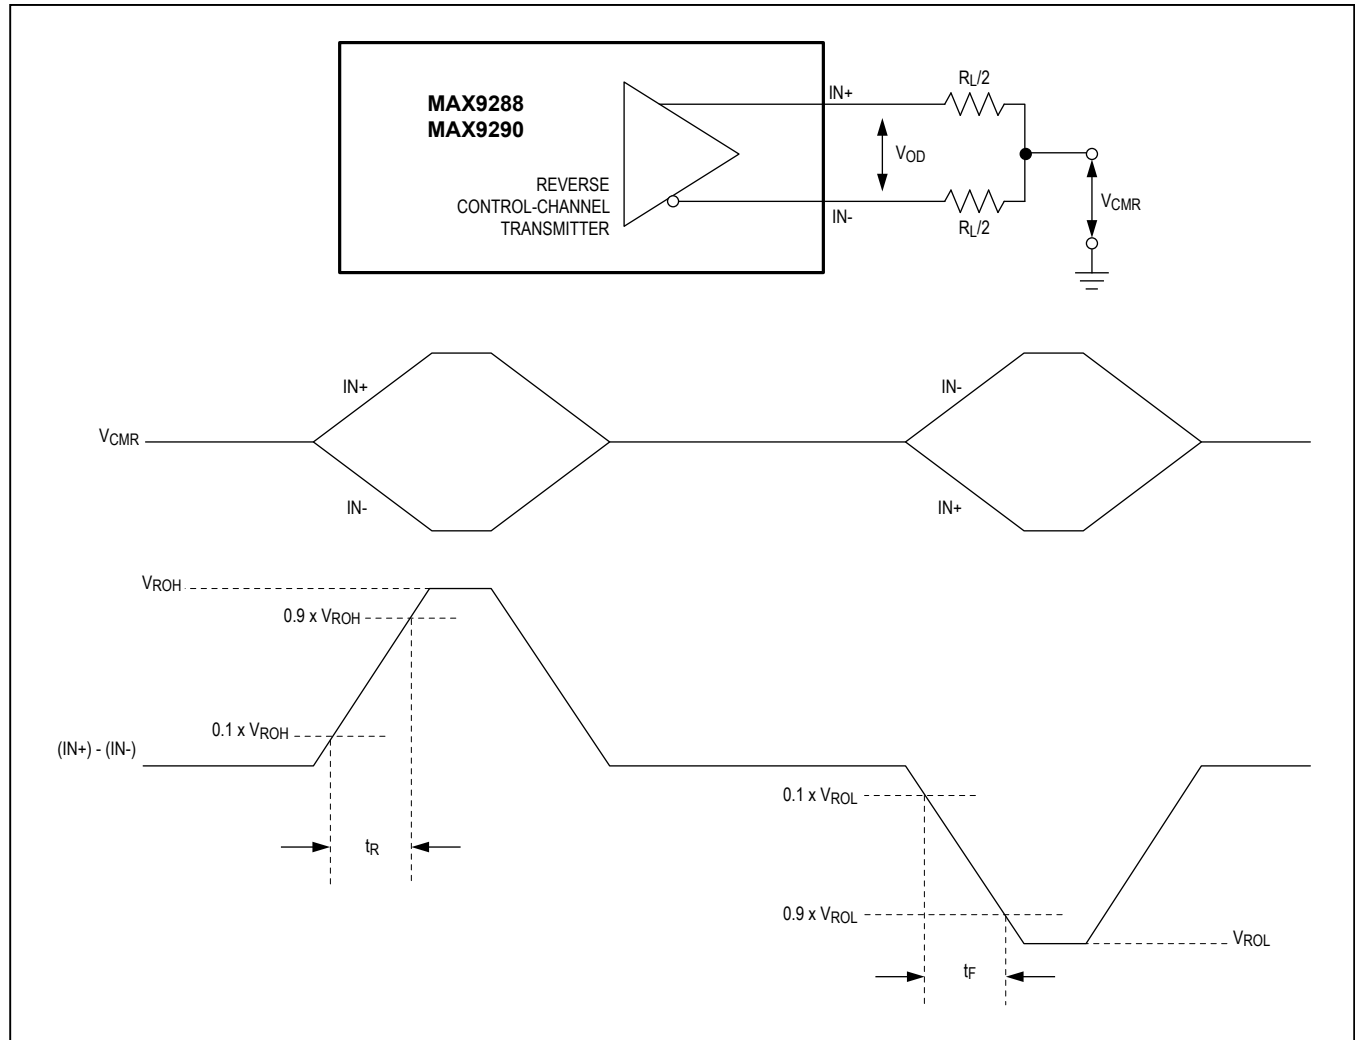 MAX9288
MAX9290
REVERSE
CONTROL-CHANNEL
TRANSMITTER
IN+
IN-
VOD
RL/2
RL/2
VCMR
VCMR
IN+
IN-
IN-
IN+
VROH
0.9 x VROH
0.1 x VROH
(IN+) - (IN-)
tR
0.1 x VROL
0.9 x VROL
VROL
tF